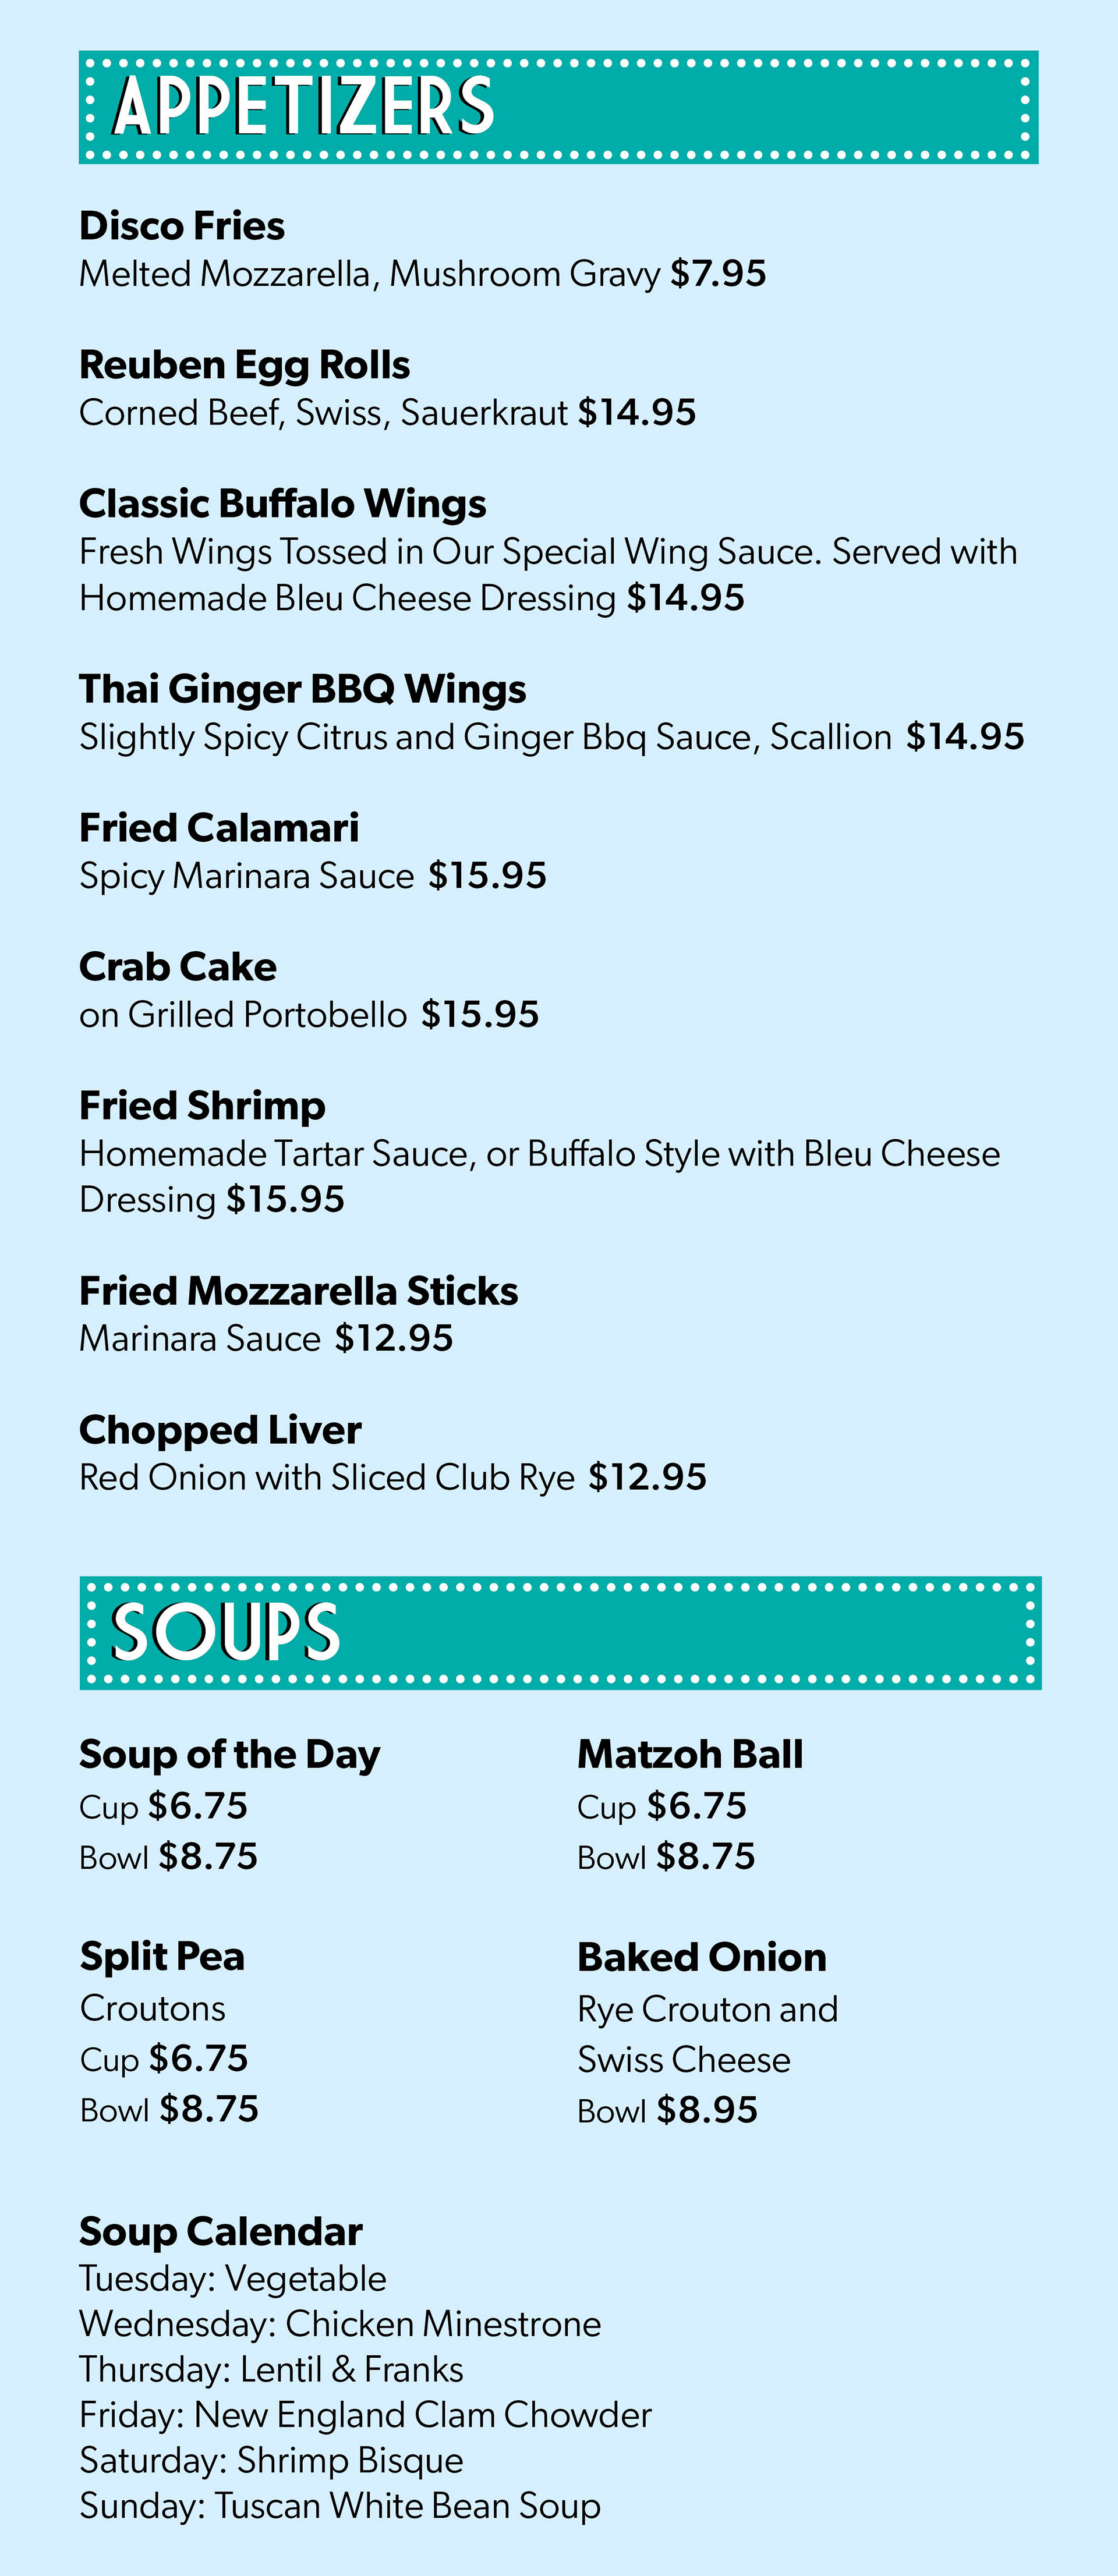 APPETIZERS
Disco Fries
Melted Mozzarella, Mushroom Gravy $7.95
Reuben Egg Rolls
Corned Beef, Swiss, Sauerkraut $14.95
Classic Buffalo Wings
Fresh Wings Tossed in Our Special Wing Sauce. Served with
Homemade Bleu Cheese Dressing $14.95
Thai Ginger BBQ Wings
Slightly Spicy Citrus and Ginger Bbq Sauce, Scallion $14.95
Fried Calamari
Spicy Marinara Sauce $15.95
Crab Cake
on Grilled Portobello $15.95
Fried Shrimp
Homemade Tartar Sauce, or Buffalo Style with Bleu Cheese
Dressing $15.95
Fried Mozzarella Sticks
Marinara Sauce $12.95
Chopped Liver
Red Onion with Sliced Club Rye $12.95
SOUPS
Soup of the Day
Cup $6.75
Bowl $8.75
Matzoh Ball
Cup $6.75
Bowl $8.75
Split Pea
Croutons
Cup $6.75
Bowl $8.75
Baked Onion
Rye Crouton and
Swiss Cheese
Bowl $8.95
Soup Calendar
Tuesday: Vegetable
Wednesday: Chicken Minestrone
Thursday: Lentil & Franks
Friday: New England Clam Chowder
Saturday: Shrimp Bisque
Sunday: Tuscan White Bean Soup